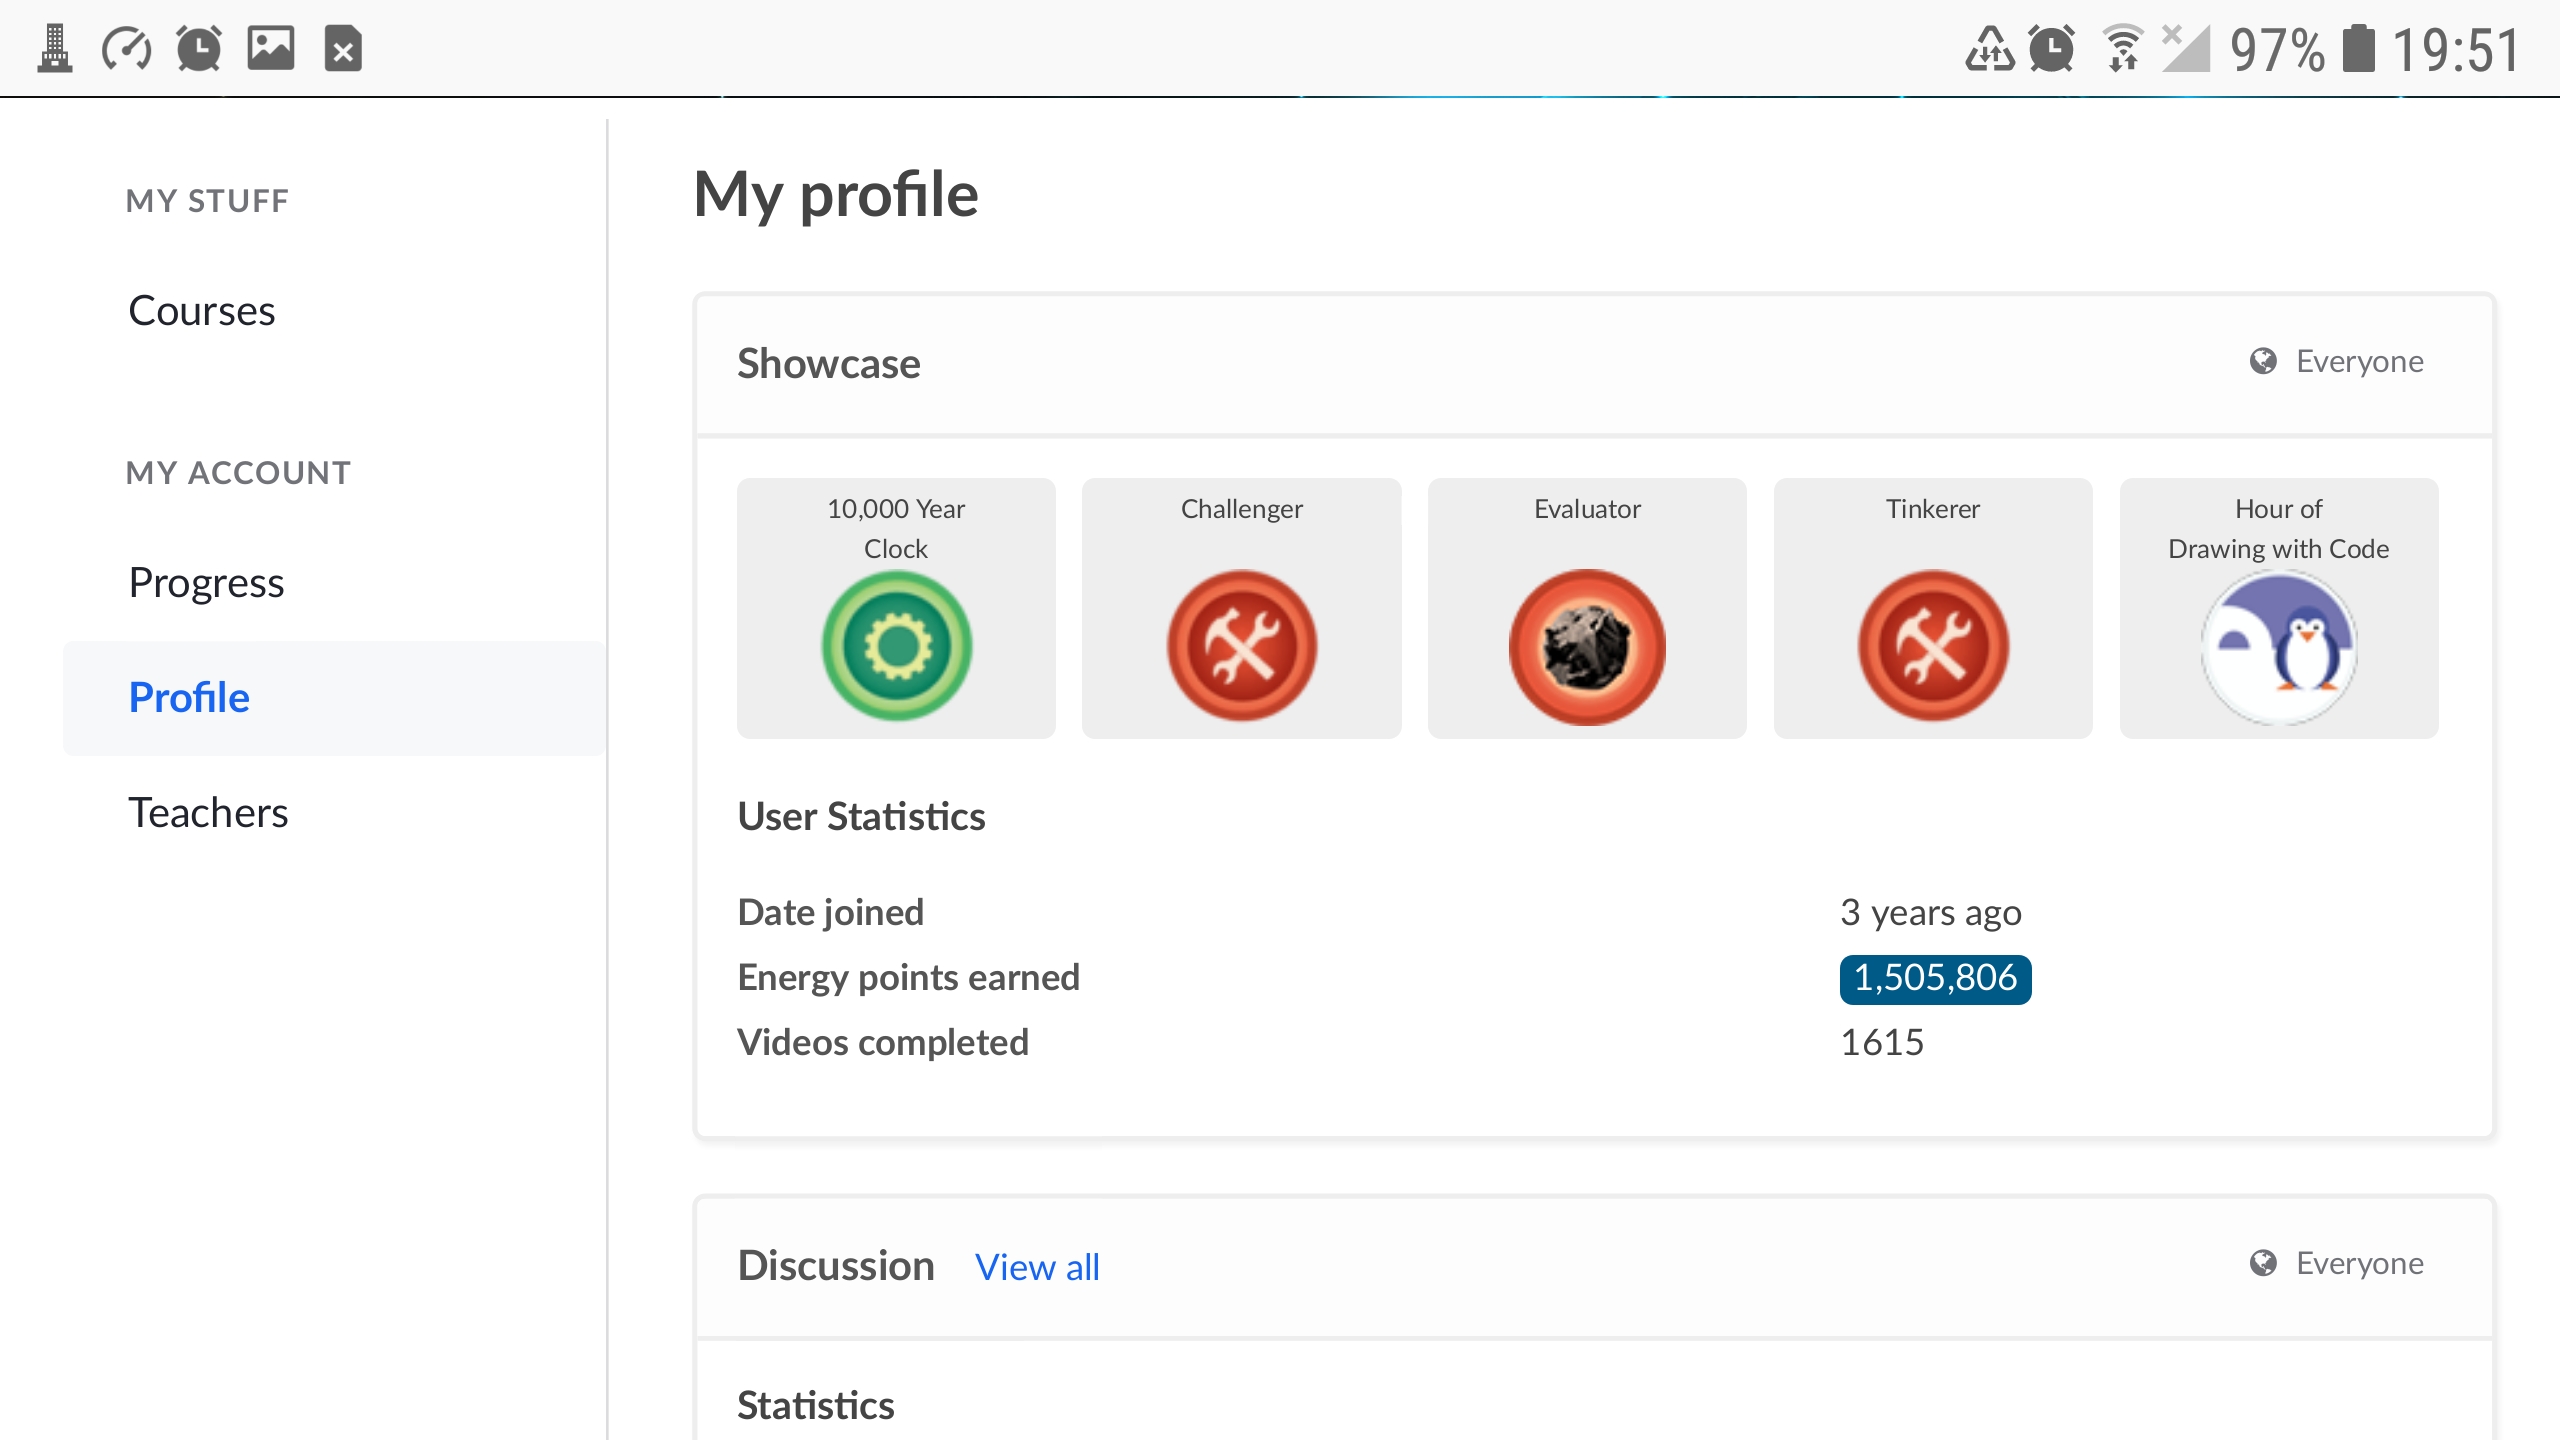 97% 19:51
MY STUFF
Courses
MY ACCOUNT
Progress
Profile
Teachers
My profile
Showcase
Everyone
10,000 Year
Clock
Challenger
Evaluator
Tinkerer
Hour of
Drawing with Code
User Statistics
Date joined 3 years ago
Energy points earned 1,505,806
Videos completed 1615
Discussion View all
Everyone
Statistics